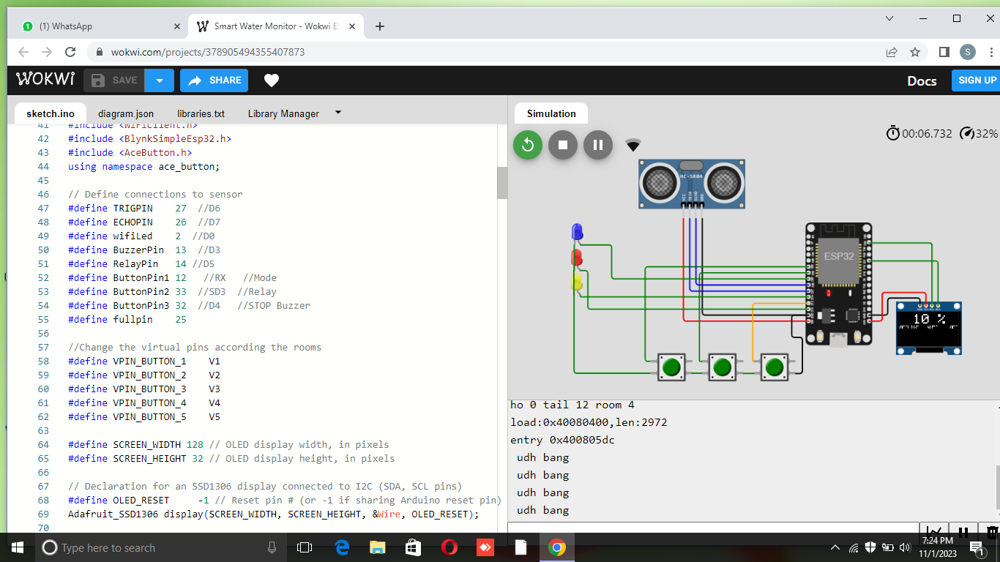 (1) WhatsApp
Smart Water Monitor - Wokwi ES
wokwi.com/projects/378905494355407873
S
WOKWI
SAVE
SHARE
Docs
SIGN UP
sketch.ino
diagram.json
libraries.txt
Library Manager
41 #include <WiFiClient.h>
42 #include <BlynkSimpleEsp32.h>
43 #include <AceButton.h>
44 using namespace ace_button;
45
46 // Define connections to sensor
47 #define TRIGPIN    27  //D6
48 #define ECHOPIN    26  //D7
49 #define wifiLed    2  //D0
50 #define BuzzerPin  13  //D3
51 #define RelayPin   14 //D5
52 #define ButtonPin1 12   //RX   //Mode
53 #define ButtonPin2 33  //SD3  //Relay
54 #define ButtonPin3 32  //D4   //STOP Buzzer
55 #define fullpin    25
56
57 //Change the virtual pins according the rooms
58 #define VPIN_BUTTON_1    V1
59 #define VPIN_BUTTON_2    V2
60 #define VPIN_BUTTON_3    V3
61 #define VPIN_BUTTON_4    V4
62 #define VPIN_BUTTON_5    V5
63
64 #define SCREEN_WIDTH 128 // OLED display width, in pixels
65 #define SCREEN_HEIGHT 32 // OLED display height, in pixels
66
67 // Declaration for an SSD1306 display connected to I2C (SDA, SCL pins)
68 #define OLED_RESET     -1 // Reset pin # (or -1 if sharing Arduino reset pin)
69 Adafruit_SSD1306 display(SCREEN_WIDTH, SCREEN_HEIGHT, &Wire, OLED_RESET);
70
Simulation
00:06.732
32%
HC-SR04
VCC
TRIG
ECHO
GND
ESP32
10 %
ho 0 tail 12 room 4
load:0x40080400,len:2972
entry 0x400805dc
udh bang
udh bang
udh bang
udh bang
Type here to search
7:24 PM
11/1/2023
1